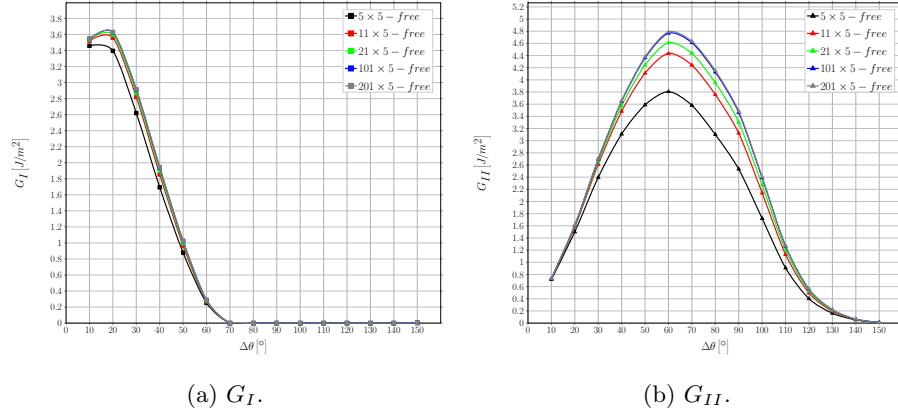 G_I [J/m²]
3.8
3.6
3.4
3.2
3
2.8
2.6
2.4
2.2
2
1.8
1.6
1.4
1.2
1
0.8
0.6
0.4
0.2
0
10 20 30 40 50 60 70 80 90 100 110 120 130 140 150
Δθ [°]
5 × 5 − free
11 × 5 − free
21 × 5 − free
101 × 5 − free
201 × 5 − free
(a) G_I.
G_II [J/m²]
5.2
5
4.8
4.6
4.4
4.2
4
3.8
3.6
3.4
3.2
3
2.8
2.6
2.4
2.2
2
1.8
1.6
1.4
1.2
1
0.8
0.6
0.4
0.2
0
10 20 30 40 50 60 70 80 90 100 110 120 130 140 150
Δθ [°]
5 × 5 − free
11 × 5 − free
21 × 5 − free
101 × 5 − free
201 × 5 − free
(b) G_II.